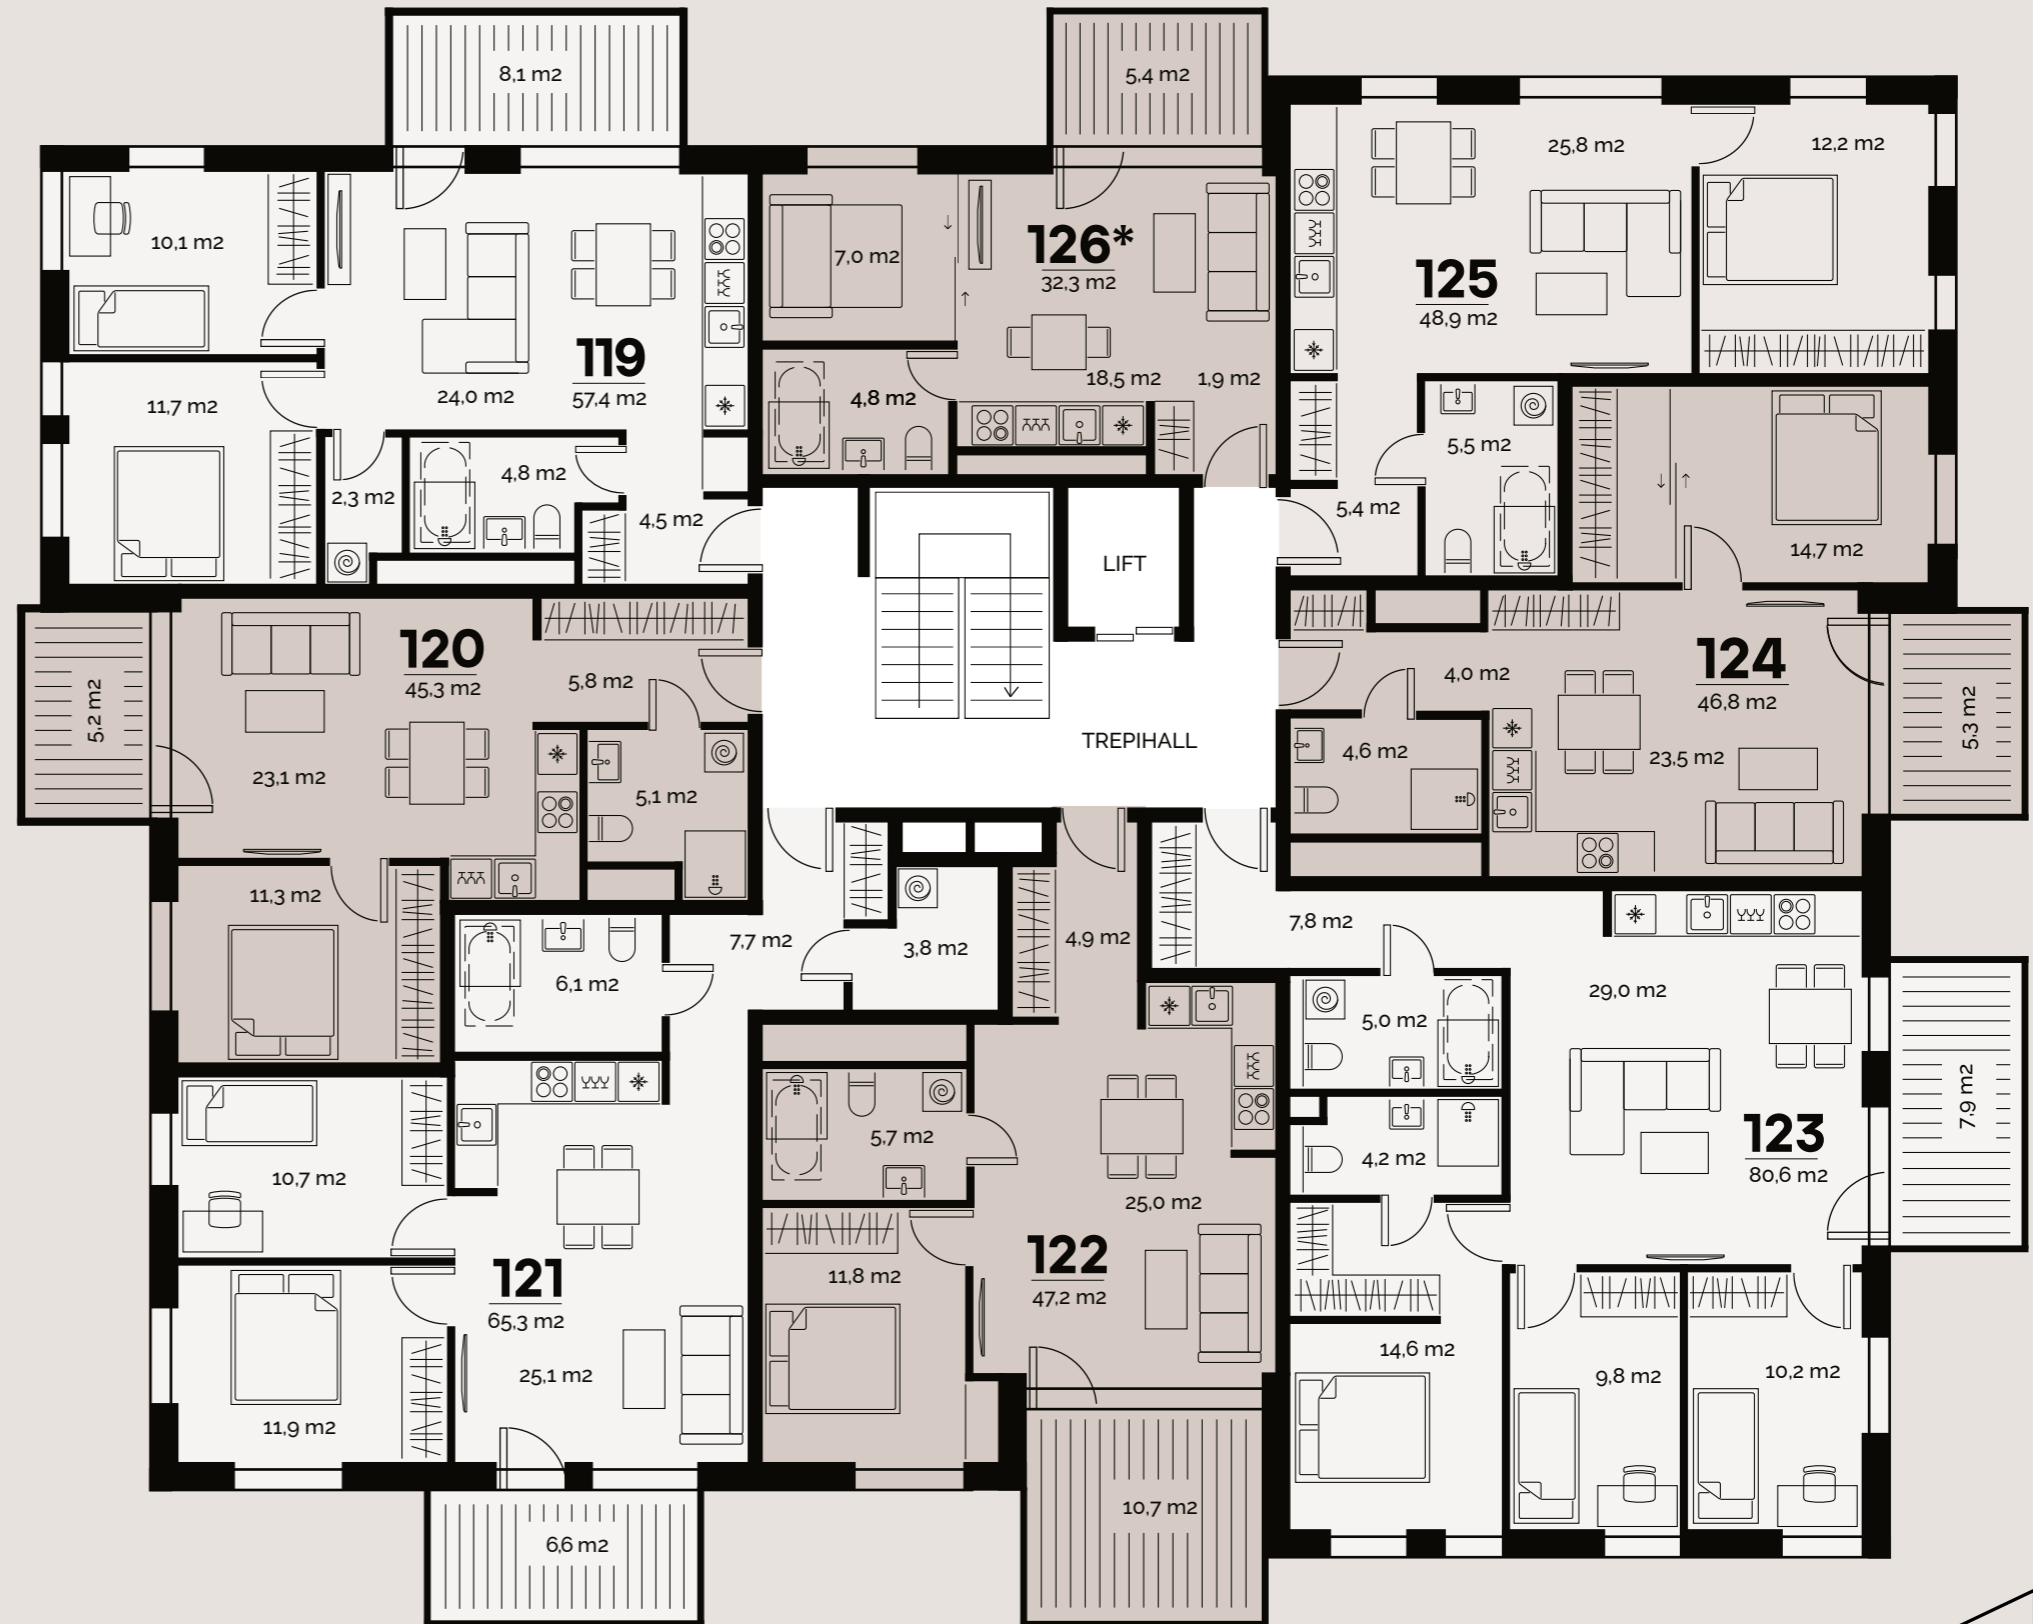 8,1 m2
5,4 m2
10,1 m2
11,7 m2
24,0 m2
119
57,4 m2
2,3 m2
4,8 m2
4,5 m2
7,0 m2
126*
32,3 m2
18,5 m2
1,9 m2
4,8 m2
25,8 m2
12,2 m2
125
48,9 m2
5,5 m2
5,4 m2
14,7 m2
LIFT
TREPIHALL
120
45,3 m2
5,2 m2
5,8 m2
23,1 m2
5,1 m2
11,3 m2
124
46,8 m2
4,0 m2
4,6 m2
23,5 m2
5,3 m2
7,7 m2
3,8 m2
6,1 m2
10,7 m2
121
65,3 m2
25,1 m2
11,9 m2
6,6 m2
4,9 m2
5,7 m2
25,0 m2
122
47,2 m2
11,8 m2
10,7 m2
7,8 m2
29,0 m2
5,0 m2
4,2 m2
123
80,6 m2
7,9 m2
14,6 m2
9,8 m2
10,2 m2